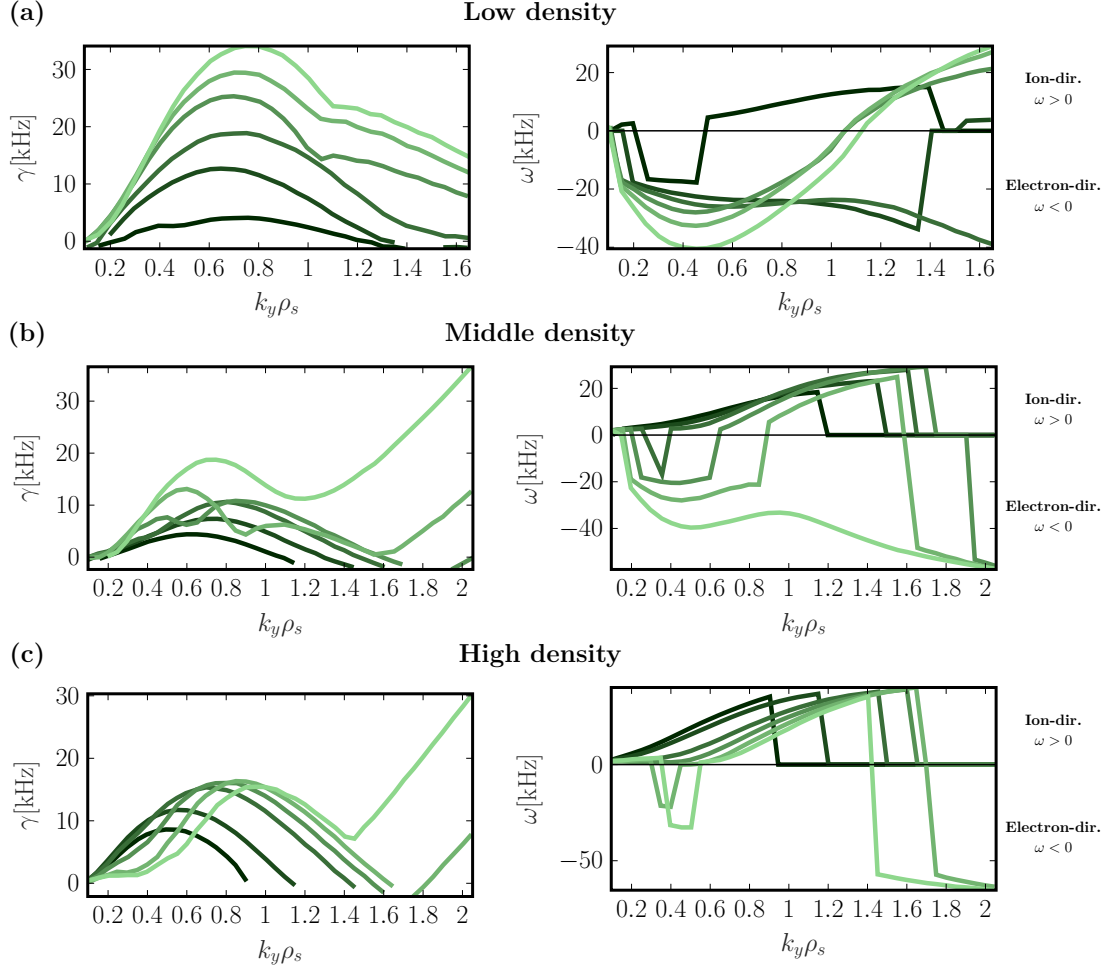 (a) Low density
30
20
10
0
γ[kHz]
0.2 0.4 0.6 0.8 1 1.2 1.4 1.6
k_yρ_s
20
0
−20
−40
ω[kHz]
0.2 0.4 0.6 0.8 1 1.2 1.4 1.6
k_yρ_s
Ion-dir.
ω > 0
Electron-dir.
ω < 0
(b) Middle density
30
20
10
0
γ[kHz]
0.2 0.4 0.6 0.8 1 1.2 1.4 1.6 1.8 2
k_yρ_s
20
0
−20
−40
ω[kHz]
0.2 0.4 0.6 0.8 1 1.2 1.4 1.6 1.8 2
k_yρ_s
Ion-dir.
ω > 0
Electron-dir.
ω < 0
(c) High density
30
20
10
0
γ[kHz]
0.2 0.4 0.6 0.8 1 1.2 1.4 1.6 1.8 2
k_yρ_s
0
−50
ω[kHz]
0.2 0.4 0.6 0.8 1 1.2 1.4 1.6 1.8 2
k_yρ_s
Ion-dir.
ω > 0
Electron-dir.
ω < 0